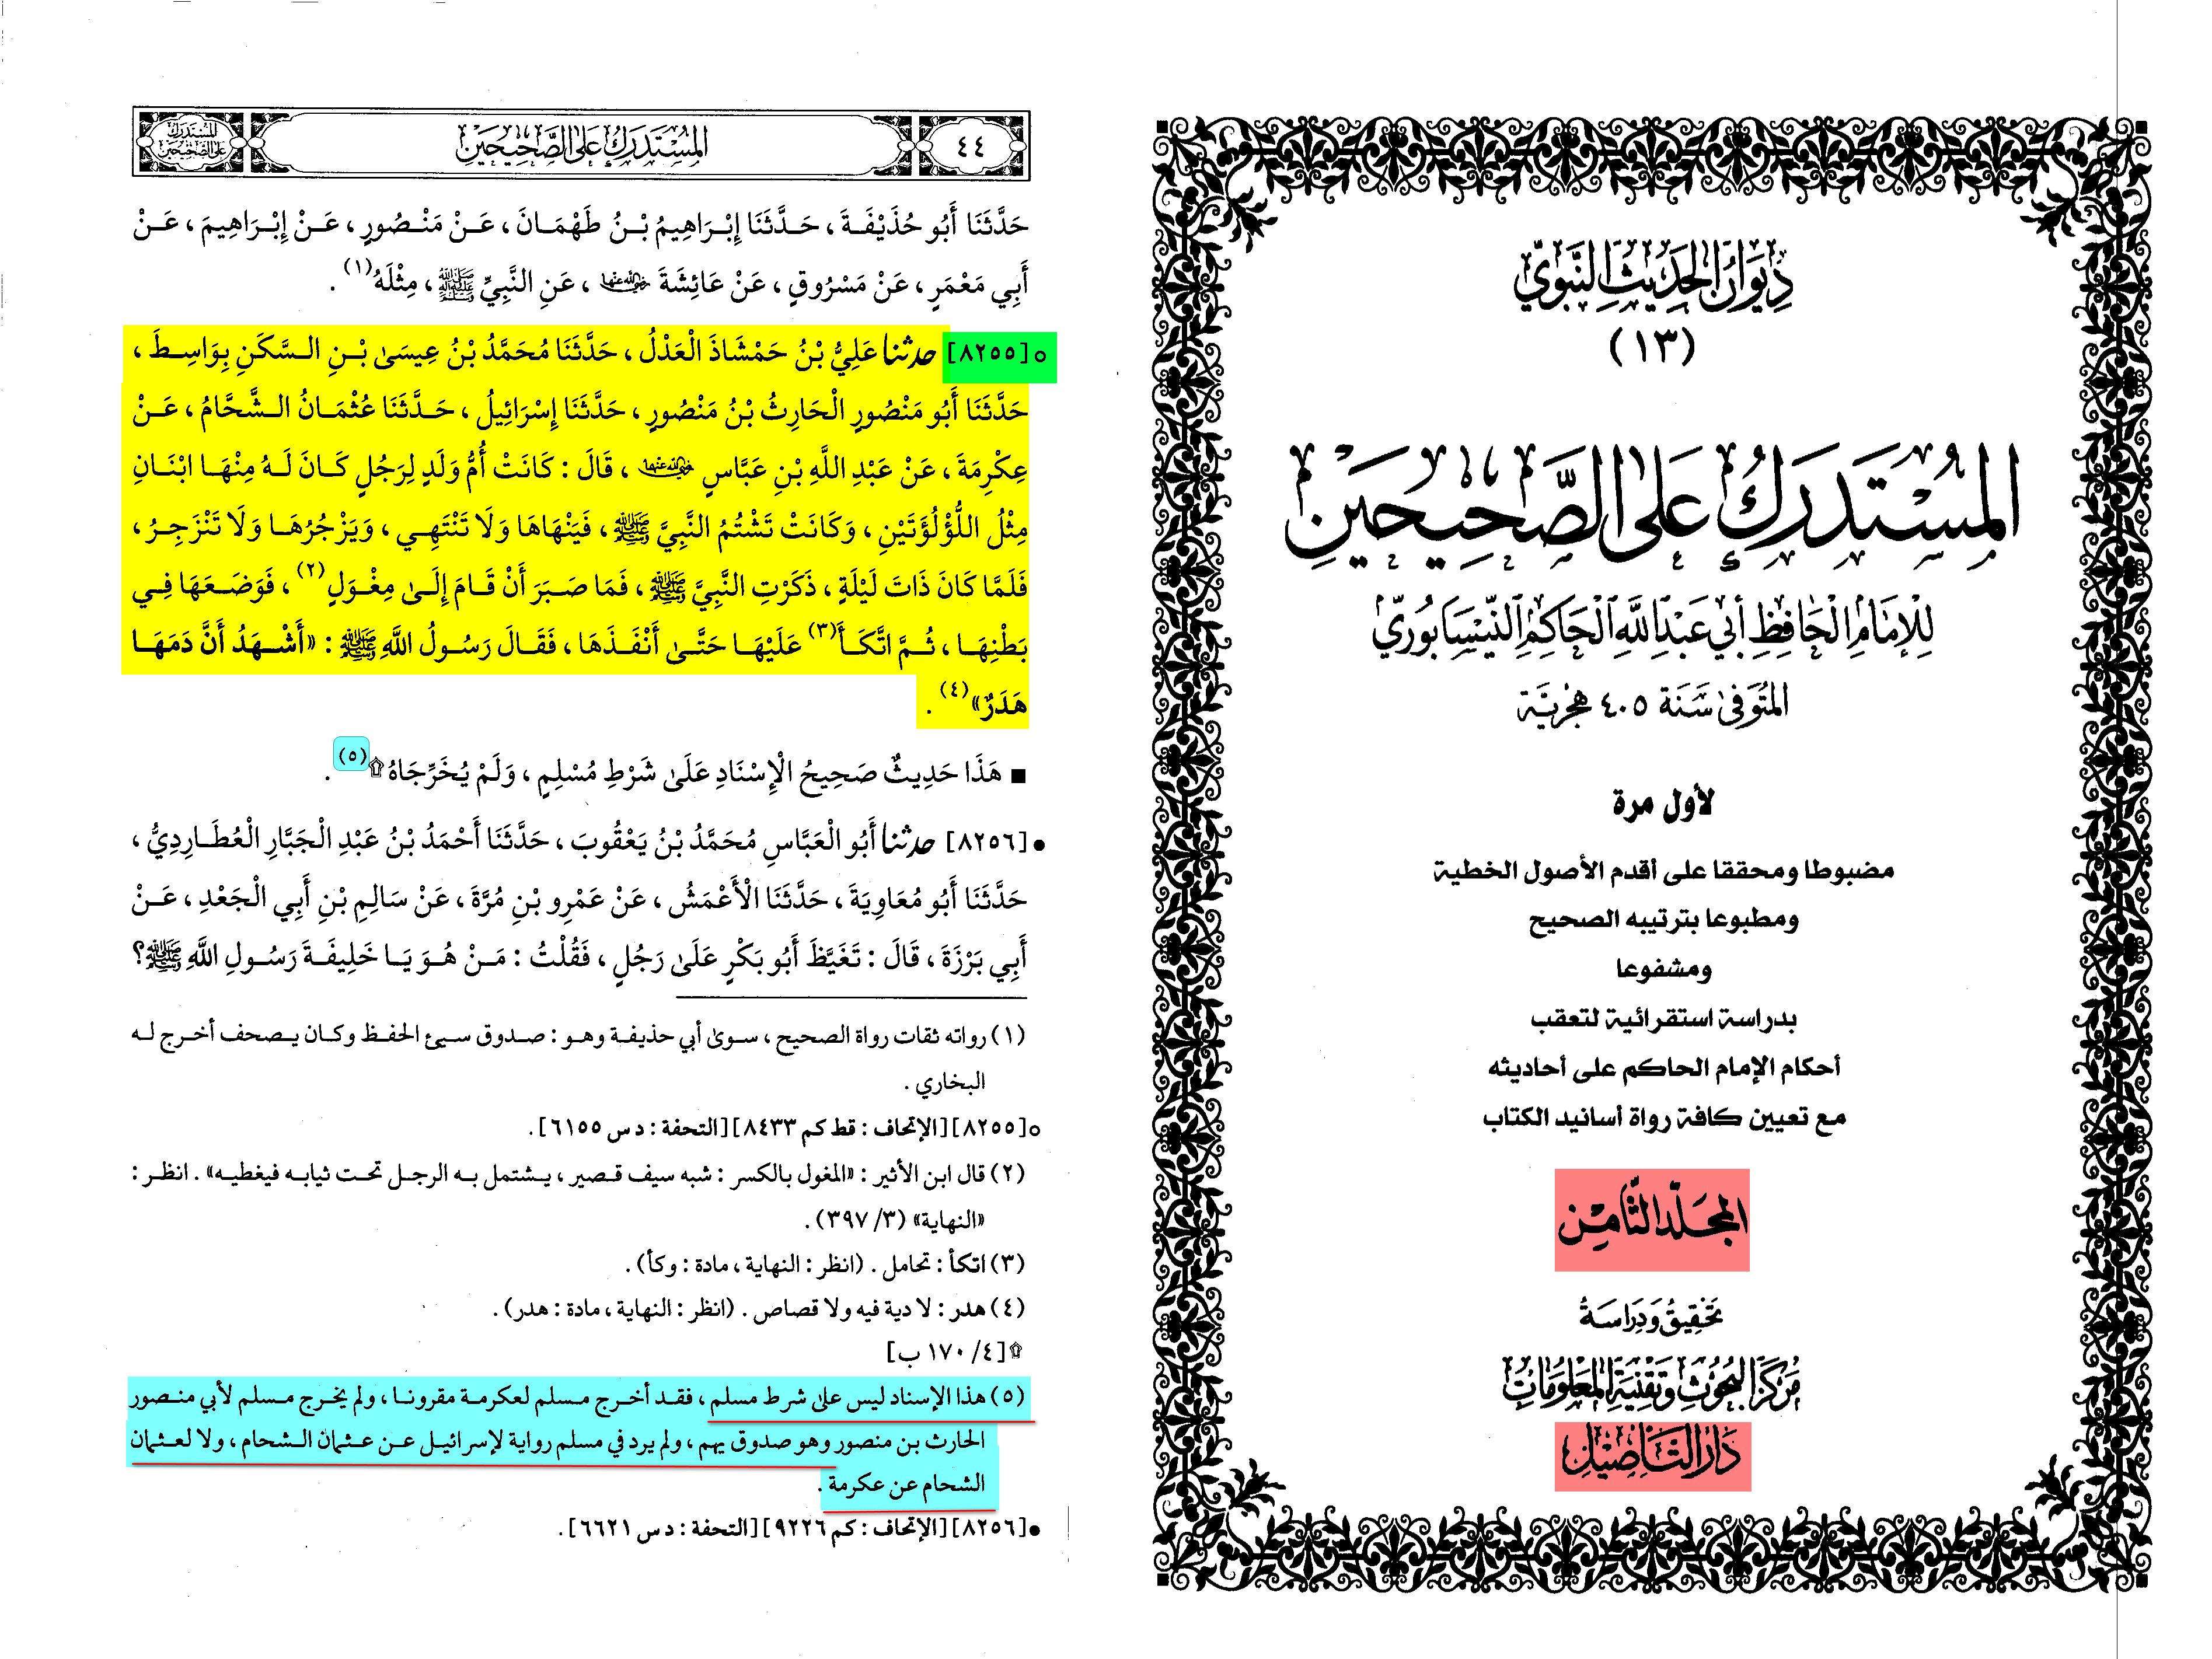 ديوان الحديث النبوي
(١٣)
المستدرك على الصحيحين
للإمام الحافظ أبي عبد الله الحاكم النيسابوري
المتوفى سنة ٤٠٥ هجرية
لأول مرة
مضبوطا ومحققا على أقدم الأصول الخطية
ومطبوعا بترتيبه الصحيح
ومشفوعا
بدراسة استقرائية لتعقب
أحكام الإمام الحاكم على أحاديثه
مع تعيين كافة رواة أسانيد الكتاب
المجلد الثامن
تحقيق ودراسة
مركز البحوث وتقنية المعلومات
دار التأصيل
٤٤
المُسْتَدرَكُ عَلَى الصَّحِيحَيْنِ
المستدرك على الصحيحين
حَدَّثَنَا أَبُو حُذَيْفَةَ ، حَدَّثَنَا إِبْرَاهِيمُ بْنُ طَهْمَانَ ، عَنْ مَنْصُورٍ ، عَنْ إِبْرَاهِيمَ ، عَنْ
أَبِي مَعْمَرٍ ، عَنْ مَسْرُوقٍ ، عَنْ عَائِشَةَ رضي الله عنها ، عَنِ النَّبِيِّ ﷺ ، مِثْلَهُ(١) .
٥[٨٢٥٥] حدثنا عَلِيُّ بْنُ حَمْشَاذَ الْعَدْلُ ، حَدَّثَنَا مُحَمَّدُ بْنُ عِيسَىٰ بْنِ السَّكَنِ بِوَاسِطَ ،
حَدَّثَنَا أَبُو مَنْصُورٍ الْحَارِثُ بْنُ مَنْصُورٍ ، حَدَّثَنَا إِسْرَائِيلُ ، حَدَّثَنَا عُثْمَانُ الشَّحَّامُ ، عَنْ
عِكْرِمَةَ ، عَنْ عَبْدِ اللَّهِ بْنِ عَبَّاسٍ رضي الله عنهما ، قَالَ : كَانَتْ أُمُّ وَلَدٍ لِرَجُلٍ كَانَ لَهُ مِنْهَا ابْنَانِ
مِثْلُ اللُّؤْلُؤَتَيْنِ ، وَكَانَتْ تَشْتُمُ النَّبِيَّ ﷺ ، فَيَنْهَاهَا وَلَا تَنْتَهِي ، وَيَزْجُرُهَا وَلَا تَنْزَجِرُ ،
فَلَمَّا كَانَ ذَاتَ لَيْلَةٍ ، ذَكَرَتِ النَّبِيَّ ﷺ ، فَمَا صَبَرَ أَنْ قَامَ إِلَىٰ مِغْوَلٍ(٢) ، فَوَضَعَهَا فِي
بَطْنِهَا ، ثُمَّ اتَّكَأَ(٣) عَلَيْهَا حَتَّىٰ أَنْفَذَهَا ، فَقَالَ رَسُولُ اللَّهِ ﷺ : «أَشْهَدُ أَنَّ دَمَهَا
هَدَرٌ»(٤) .
■ هَذَا حَدِيثٌ صَحِيحُ الْإِسْنَادِ عَلَىٰ شَرْطِ مُسْلِمٍ ، وَلَمْ يُخَرِّجَاهُ۩(٥) .
●[٨٢٥٦] حدثنا أَبُو الْعَبَّاسِ مُحَمَّدُ بْنُ يَعْقُوبَ ، حَدَّثَنَا أَحْمَدُ بْنُ عَبْدِ الْجَبَّارِ الْعُطَارِدِيُّ ،
حَدَّثَنَا أَبُو مُعَاوِيَةَ ، حَدَّثَنَا الْأَعْمَشُ ، عَنْ عَمْرِو بْنِ مُرَّةَ ، عَنْ سَالِمِ بْنِ أَبِي الْجَعْدِ ، عَنْ
أَبِي بَرْزَةَ ، قَالَ : تَغَيَّظَ أَبُو بَكْرٍ عَلَىٰ رَجُلٍ ، فَقُلْتُ : مَنْ هُوَ يَا خَلِيفَةَ رَسُولِ اللَّهِ ﷺ؟
(١) رواته ثقات رواة الصحيح ، سوىٰ أبي حذيفة وهو : صدوق سيئ الحفظ وكان يصحف أخرج له
البخاري .
٥[٨٢٥٥] [الإتحاف : قط كم ٨٤٣٣] [التحفة : د س ٦١٥٥] .
(٢) قال ابن الأثير : «المغول بالكسر : شبه سيف قصير ، يشتمل به الرجل تحت ثيابه فيغطيه» . انظر :
«النهاية» (٣/ ٣٩٧) .
(٣) اتكأ : تحامل . (انظر : النهاية ، مادة : وكأ) .
(٤) هدر : لا دية فيه ولا قصاص . (انظر : النهاية ، مادة : هدر) .
۩[٤/ ١٧٠ ب]
(٥) هذا الإسناد ليس على شرط مسلم ، فقد أخرج مسلم لعكرمة مقرونا ، ولم يخرج مسلم لأبي منصور
الحارث بن منصور وهو صدوق يهم ، ولم يرد في مسلم رواية لإسرائيل عن عثمان الشحام ، ولا لعثمان
الشحام عن عكرمة .
●[٨٢٥٦] [الإتحاف : كم ٩٢٢٦] [التحفة : د س ٦٦٢١] .